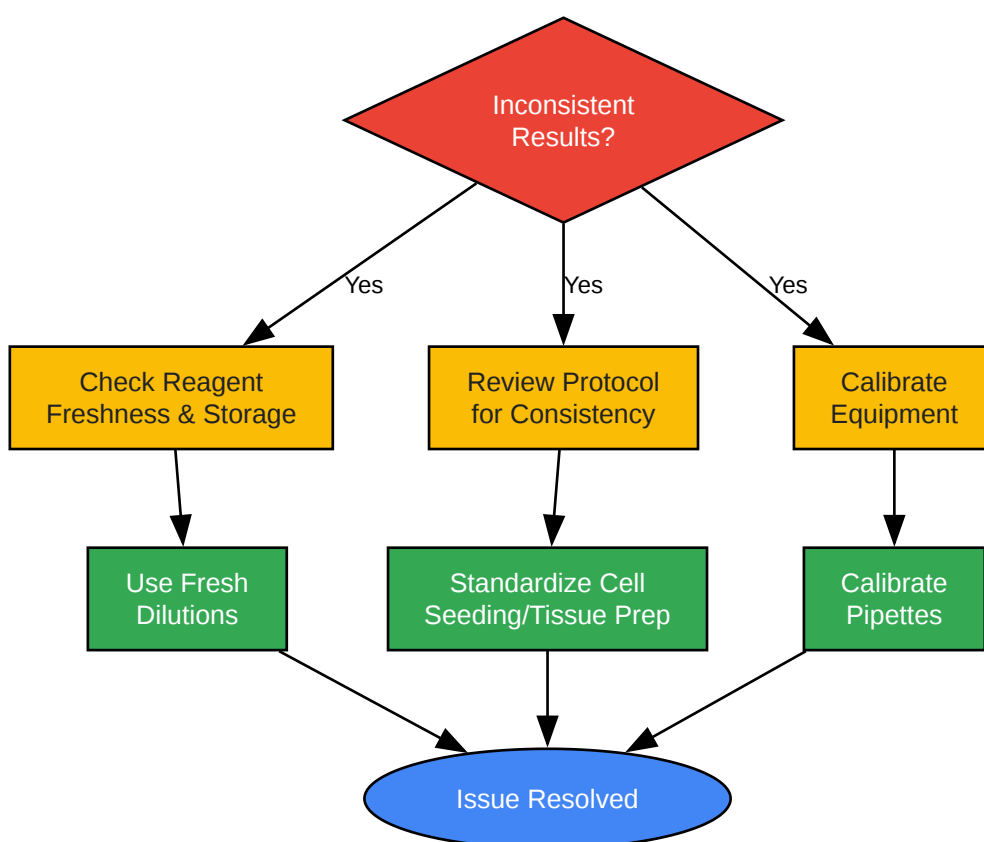 Inconsistent
Results?
Yes
Yes
Yes
Check Reagent
Freshness & Storage
Review Protocol
for Consistency
Calibrate
Equipment
Use Fresh
Dilutions
Standardize Cell
Seeding/Tissue Prep
Calibrate
Pipettes
Issue Resolved